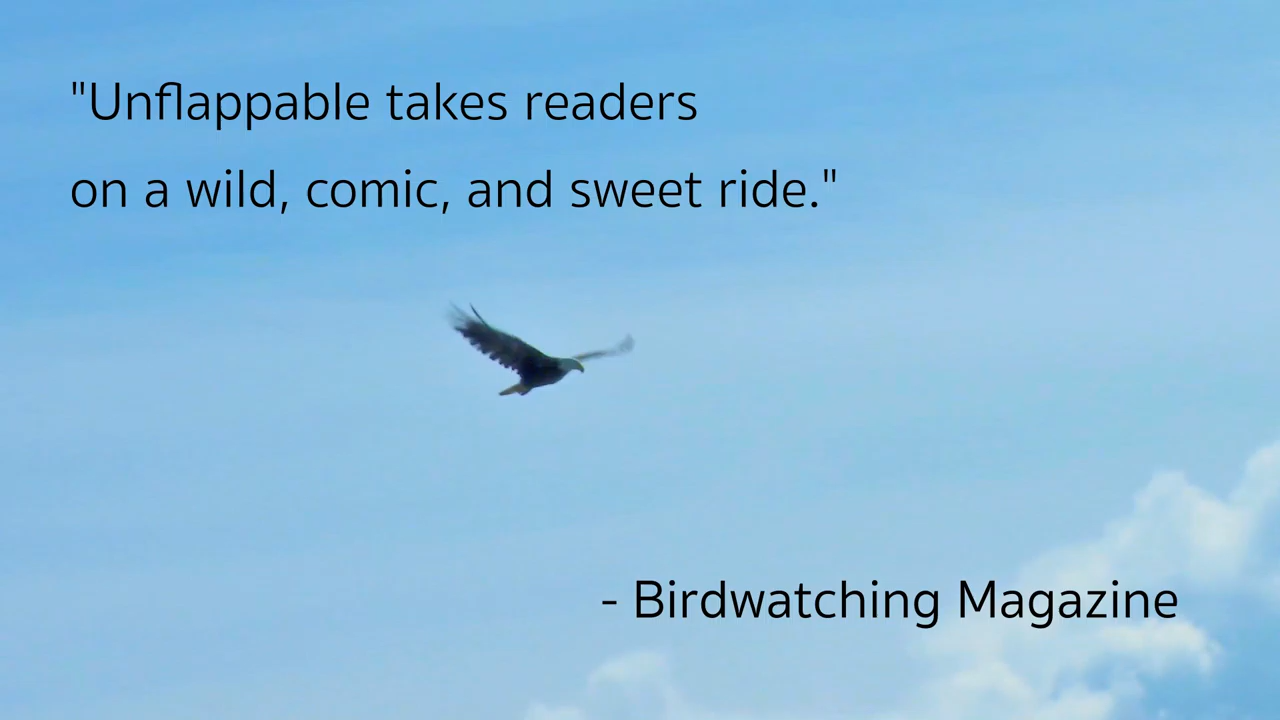 "Unflappable takes readers
on a wild, comic, and sweet ride."
- Birdwatching Magazine